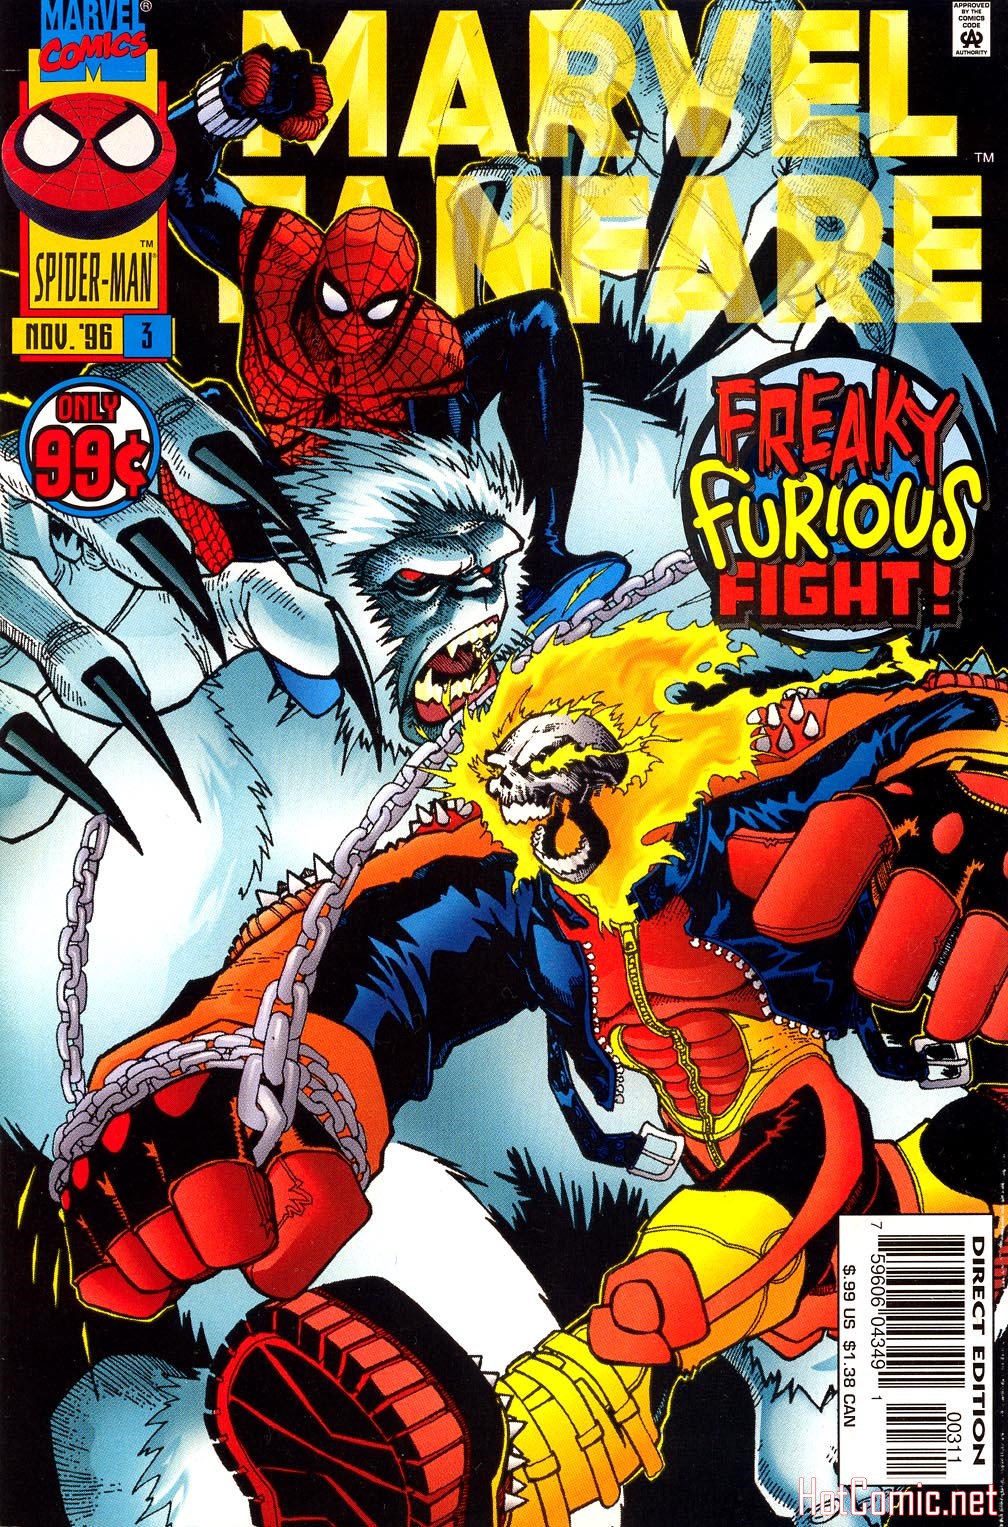 MARVEL®
COMICS
M
SPIDER-MAN®
TM
NOV. '96 3
ONLY
99¢
MARVEL
FANFARE
TM
APPROVED
BY THE
COMICS
CODE
CA
AUTHORITY
FREAKY
FURIOUS
FIGHT!
7 59606 04349 1
$.99 US $1.38 CAN
00311
DIRECT EDITION
HotComic.net